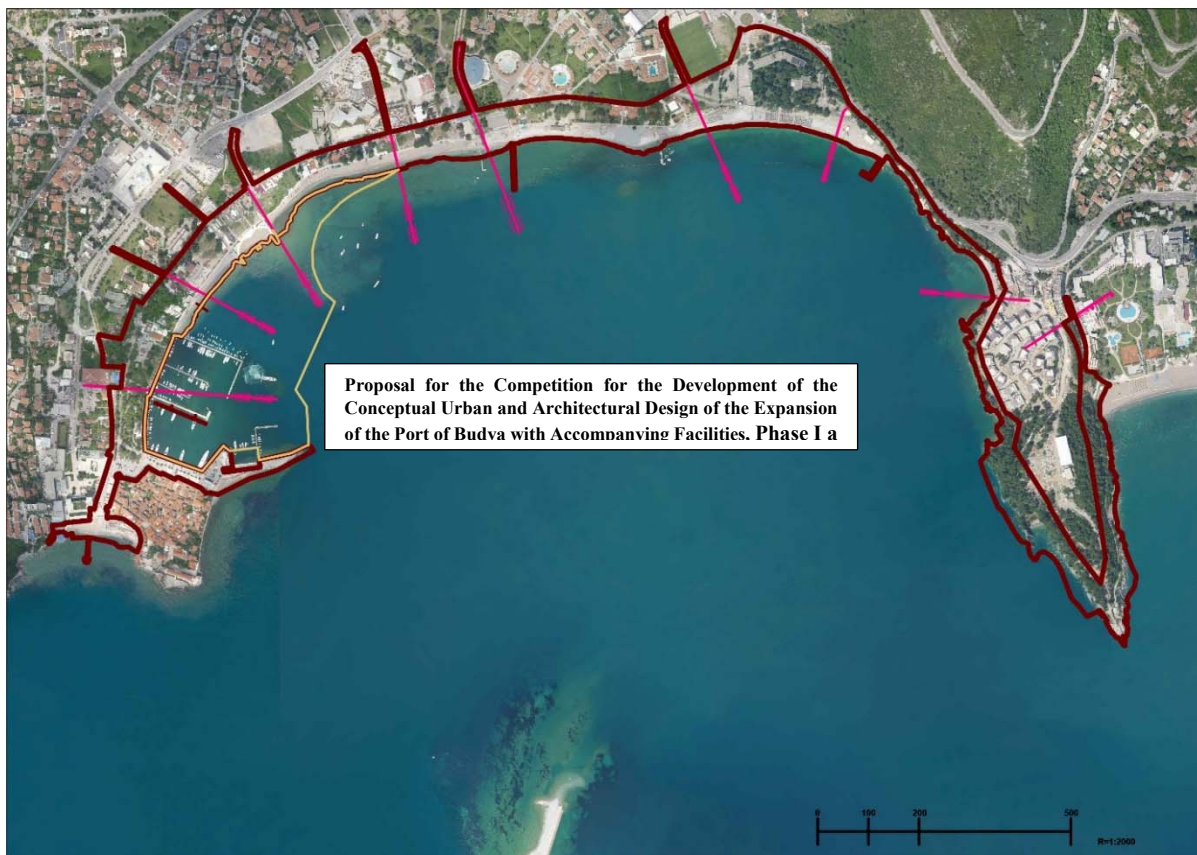 Proposal for the Competition for the Development of the
Conceptual Urban and Architectural Design of the Expansion
of the Port of Budva with Accompanying Facilities, Phase I a
0 100 200 500
R=1:2000